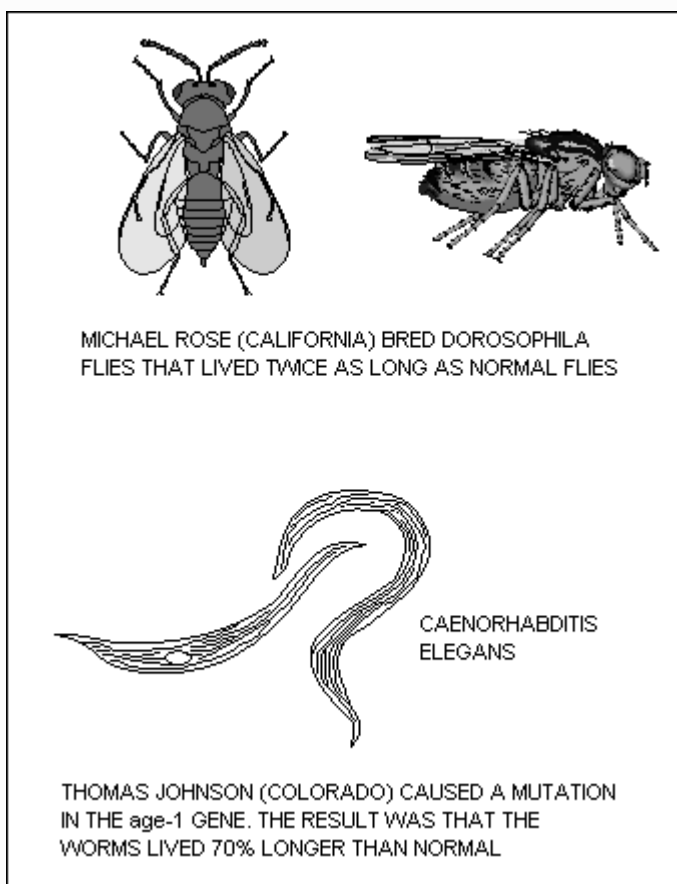 MICHAEL ROSE (CALIFORNIA) BRED DOROSOPHILA
FLIES THAT LIVED TWICE AS LONG AS NORMAL FLIES
CAENORHABDITIS
ELEGANS
THOMAS JOHNSON (COLORADO) CAUSED A MUTATION
IN THE age-1 GENE. THE RESULT WAS THAT THE
WORMS LIVED 70% LONGER THAN NORMAL